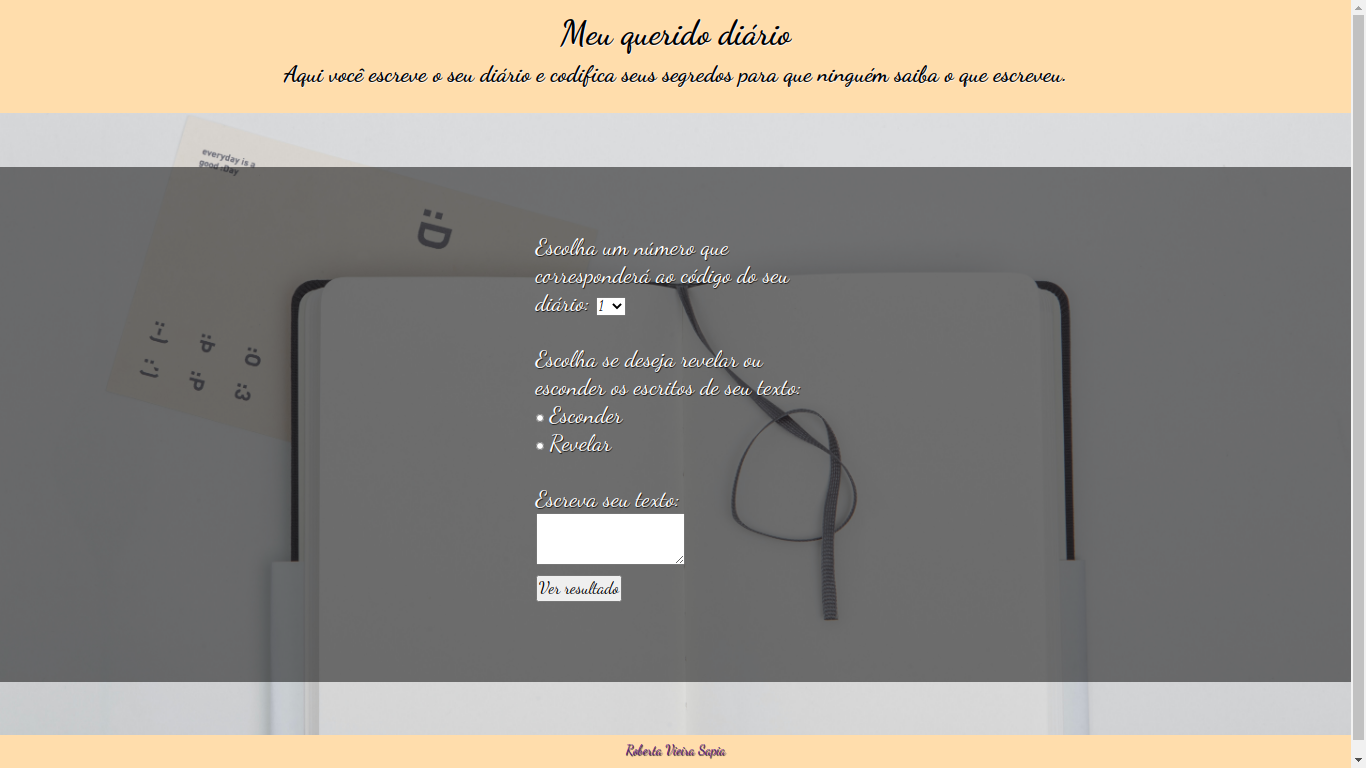 Meu querido diário
Aqui você escreve o seu diário e codifica seus segredos para que ninguém saiba o que escreveu.
everyday is a
good :Day
:D
Escolha um número que
corresponderá ao código do seu
diário: 1
Escolha se deseja revelar ou
esconder os escritos de seu texto:
Esconder
Revelar
Escreva seu texto:
Ver resultado
Roberta Vieira Sapia